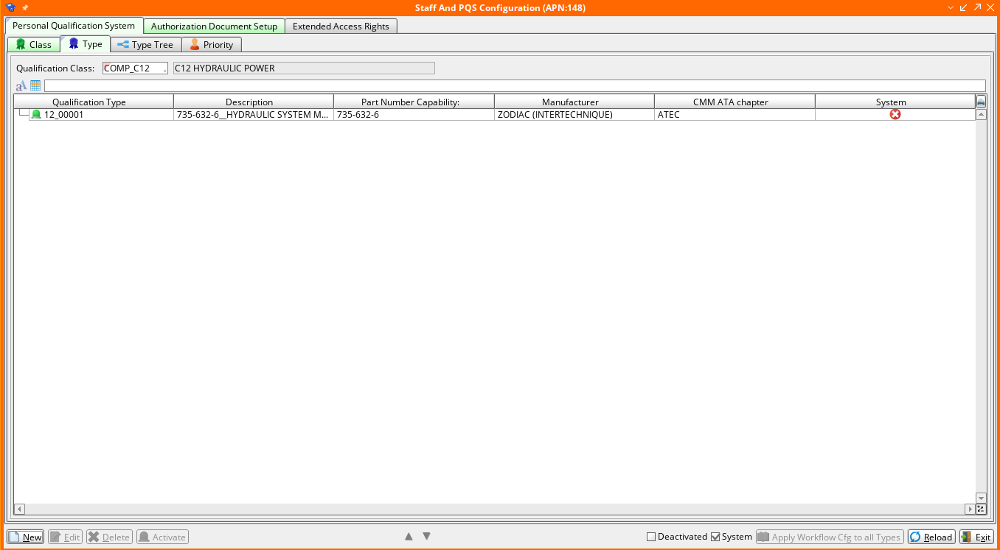 Staff And PQS Configuration (APN:148)
Personal Qualification System Authorization Document Setup Extended Access Rights
Class Type Type Tree Priority
Qualification Class: COMP_C12 C12 HYDRAULIC POWER
Qualification Type Description Part Number Capability: Manufacturer CMM ATA chapter System
12_00001 735-632-6__HYDRAULIC SYSTEM M... 735-632-6 ZODIAC (INTERTECHNIQUE) ATEC
New Edit Delete Activate Deactivated System Apply Workflow Cfg to all Types Reload Exit